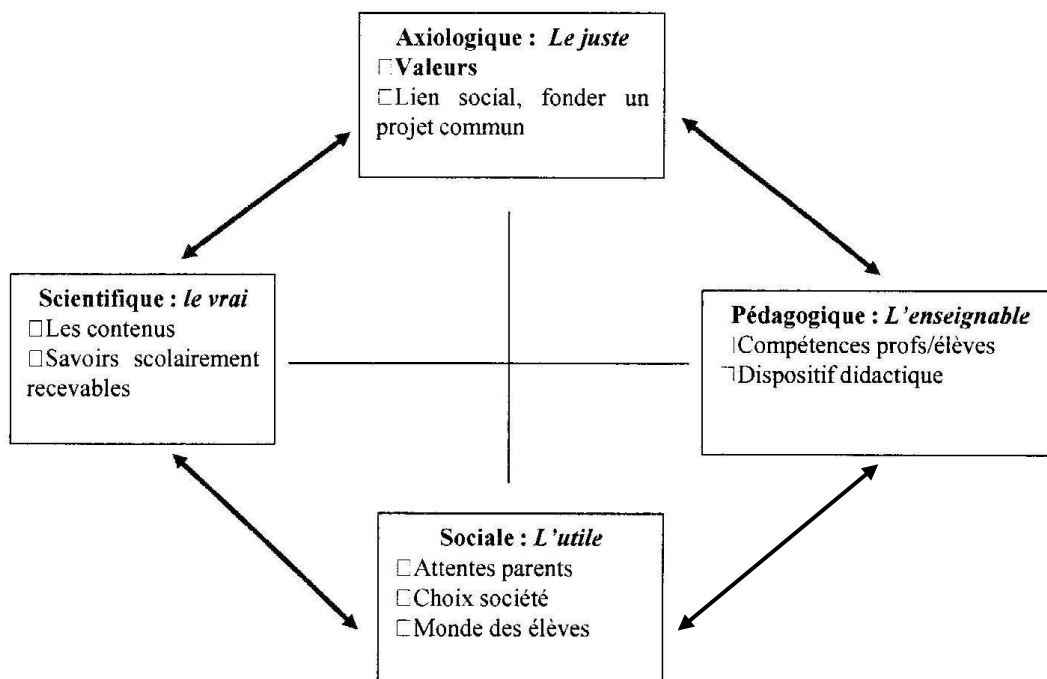 Axiologique : Le juste
□Valeurs
□Lien social, fonder un
projet commun
Scientifique : le vrai
□Les contenus
□Savoirs scolairement
recevables
Pédagogique : L'enseignable
□Compétences profs/élèves
□Dispositif didactique
Sociale : L'utile
□Attentes parents
□Choix société
□Monde des élèves